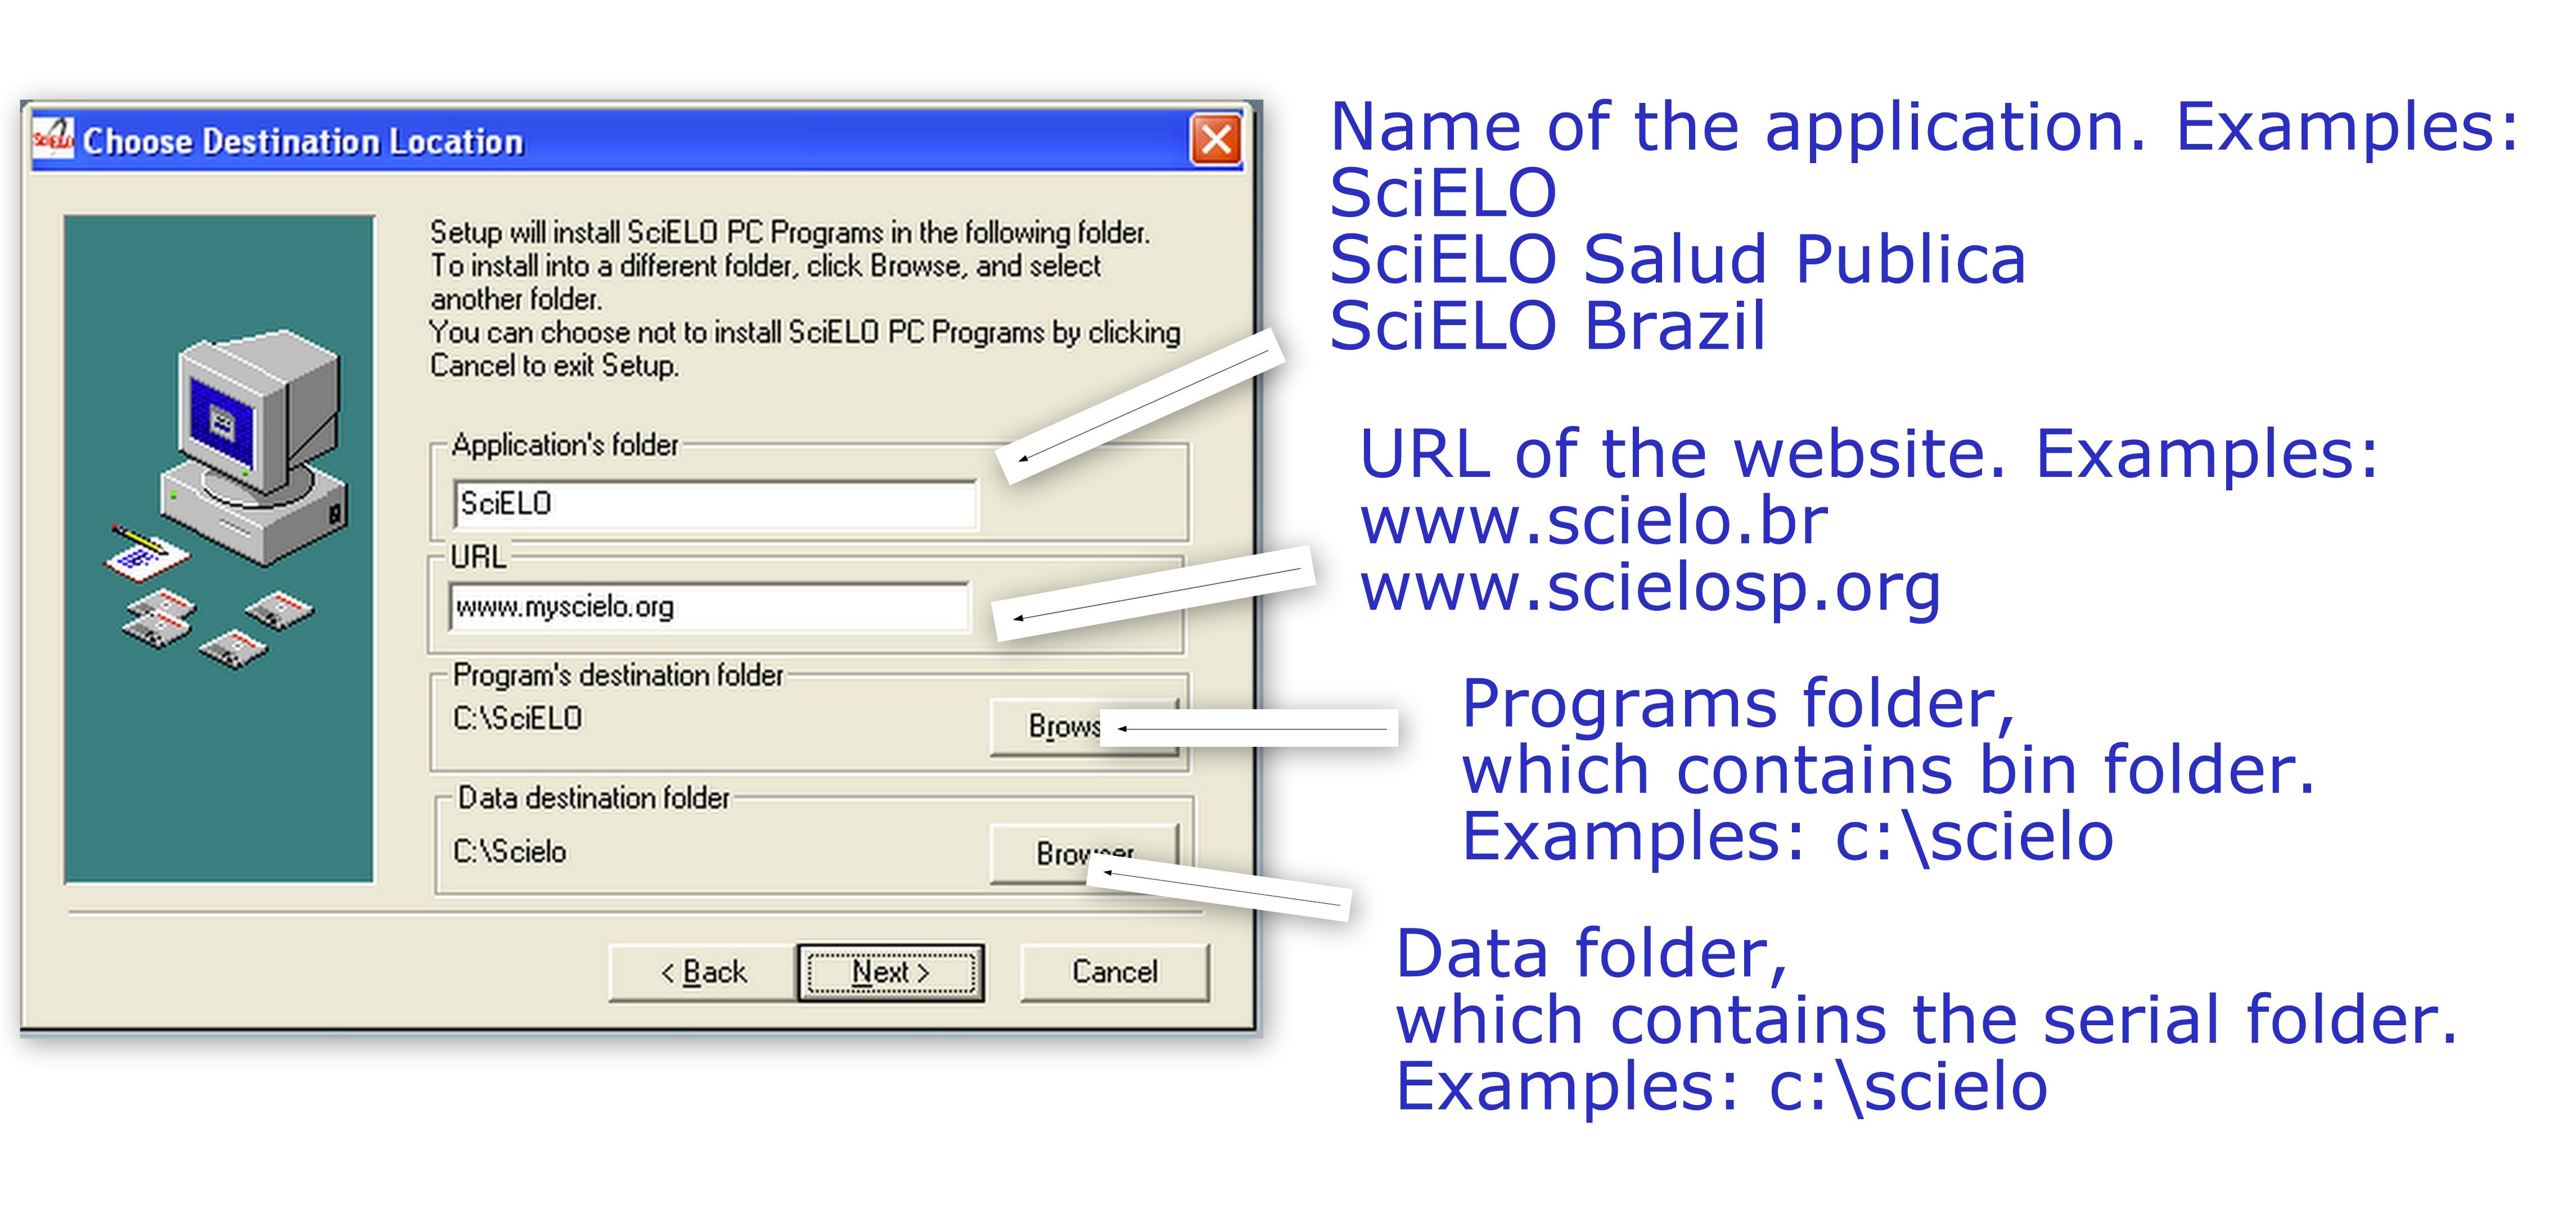 SciELO
Choose Destination Location
Setup will install SciELO PC Programs in the following folder.
To install into a different folder, click Browse, and select
another folder.
You can choose not to install SciELO PC Programs by clicking
Cancel to exit Setup.
Application's folder
SciELO
URL
www.myscielo.org
Program's destination folder
C:\SciELO
Brows
Data destination folder
C:\Scielo
Browser
< Back
Next >
Cancel
Name of the application. Examples:
SciELO
SciELO Salud Publica
SciELO Brazil
URL of the website. Examples:
www.scielo.br
www.scielosp.org
Programs folder,
which contains bin folder.
Examples: c:\scielo
Data folder,
which contains the serial folder.
Examples: c:\scielo